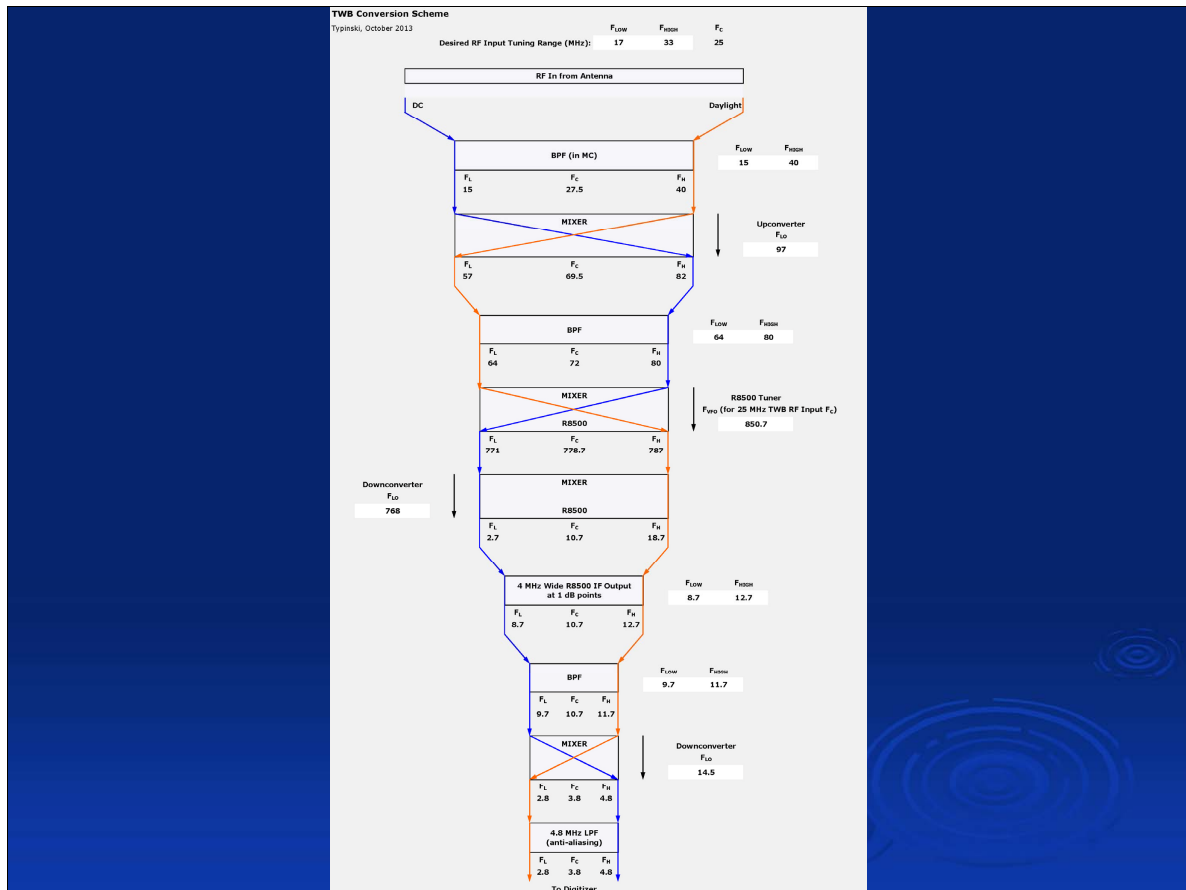 TWB Conversion Scheme
Typinski, October 2013
FLOW FHIGH FC
Desired RF Input Tuning Range (MHz): 17 33 25
RF In from Antenna
DC Daylight
BPF (in MC)
FLOW FHIGH
15 40
FL FC FH
15 27.5 40
MIXER
Upconverter
FLO
97
FL FC FH
57 69.5 82
BPF
FLOW FHIGH
64 80
FL FC FH
64 72 80
MIXER
R8500
R8500 Tuner
FVFO (for 25 MHz TWB RF Input FC)
850.7
FL FC FH
771 778.7 787
Downconverter
FLO
768
MIXER
R8500
FL FC FH
2.7 10.7 18.7
4 MHz Wide R8500 IF Output
at 1 dB points
FLOW FHIGH
8.7 12.7
FL FC FH
8.7 10.7 12.7
BPF
FLOW FHIGH
9.7 11.7
FL FC FH
9.7 10.7 11.7
MIXER
Downconverter
FLO
14.5
FL FC FH
2.8 3.8 4.8
4.8 MHz LPF
(anti-aliasing)
FL FC FH
2.8 3.8 4.8
To Digitizer